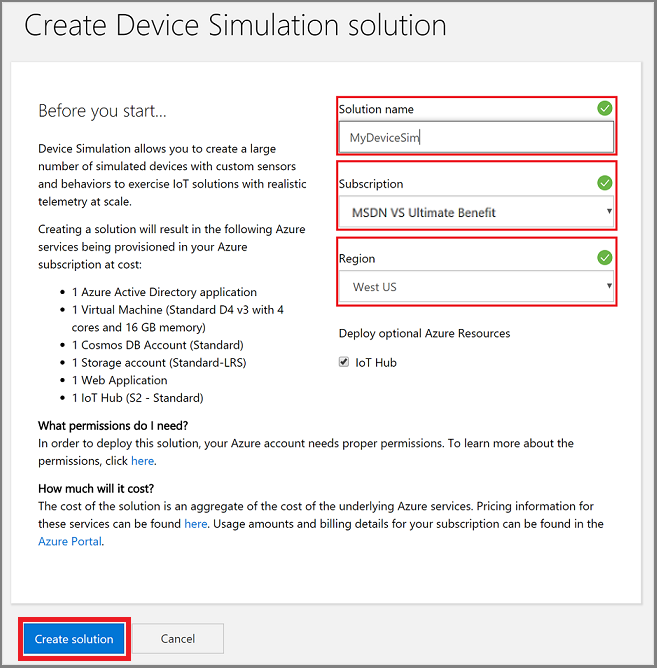 Create Device Simulation solution
Before you start...
Device Simulation allows you to create a large
number of simulated devices with custom sensors
and behaviors to exercise IoT solutions with realistic
telemetry at scale.
Creating a solution will result in the following Azure
services being provisioned in your Azure
subscription at cost:
• 1 Azure Active Directory application
• 1 Virtual Machine (Standard D4 v3 with 4
cores and 16 GB memory)
• 1 Cosmos DB Account (Standard)
• 1 Storage account (Standard-LRS)
• 1 Web Application
• 1 IoT Hub (S2 - Standard)
Solution name
MyDeviceSim
Subscription
MSDN VS Ultimate Benefit
Region
West US
Deploy optional Azure Resources
IoT Hub
What permissions do I need?
In order to deploy this solution, your Azure account needs proper permissions. To learn more about the
permissions, click here.
How much will it cost?
The cost of the solution is an aggregate of the cost of the underlying Azure services. Pricing information for
these services can be found here. Usage amounts and billing details for your subscription can be found in the
Azure Portal.
Create solution
Cancel